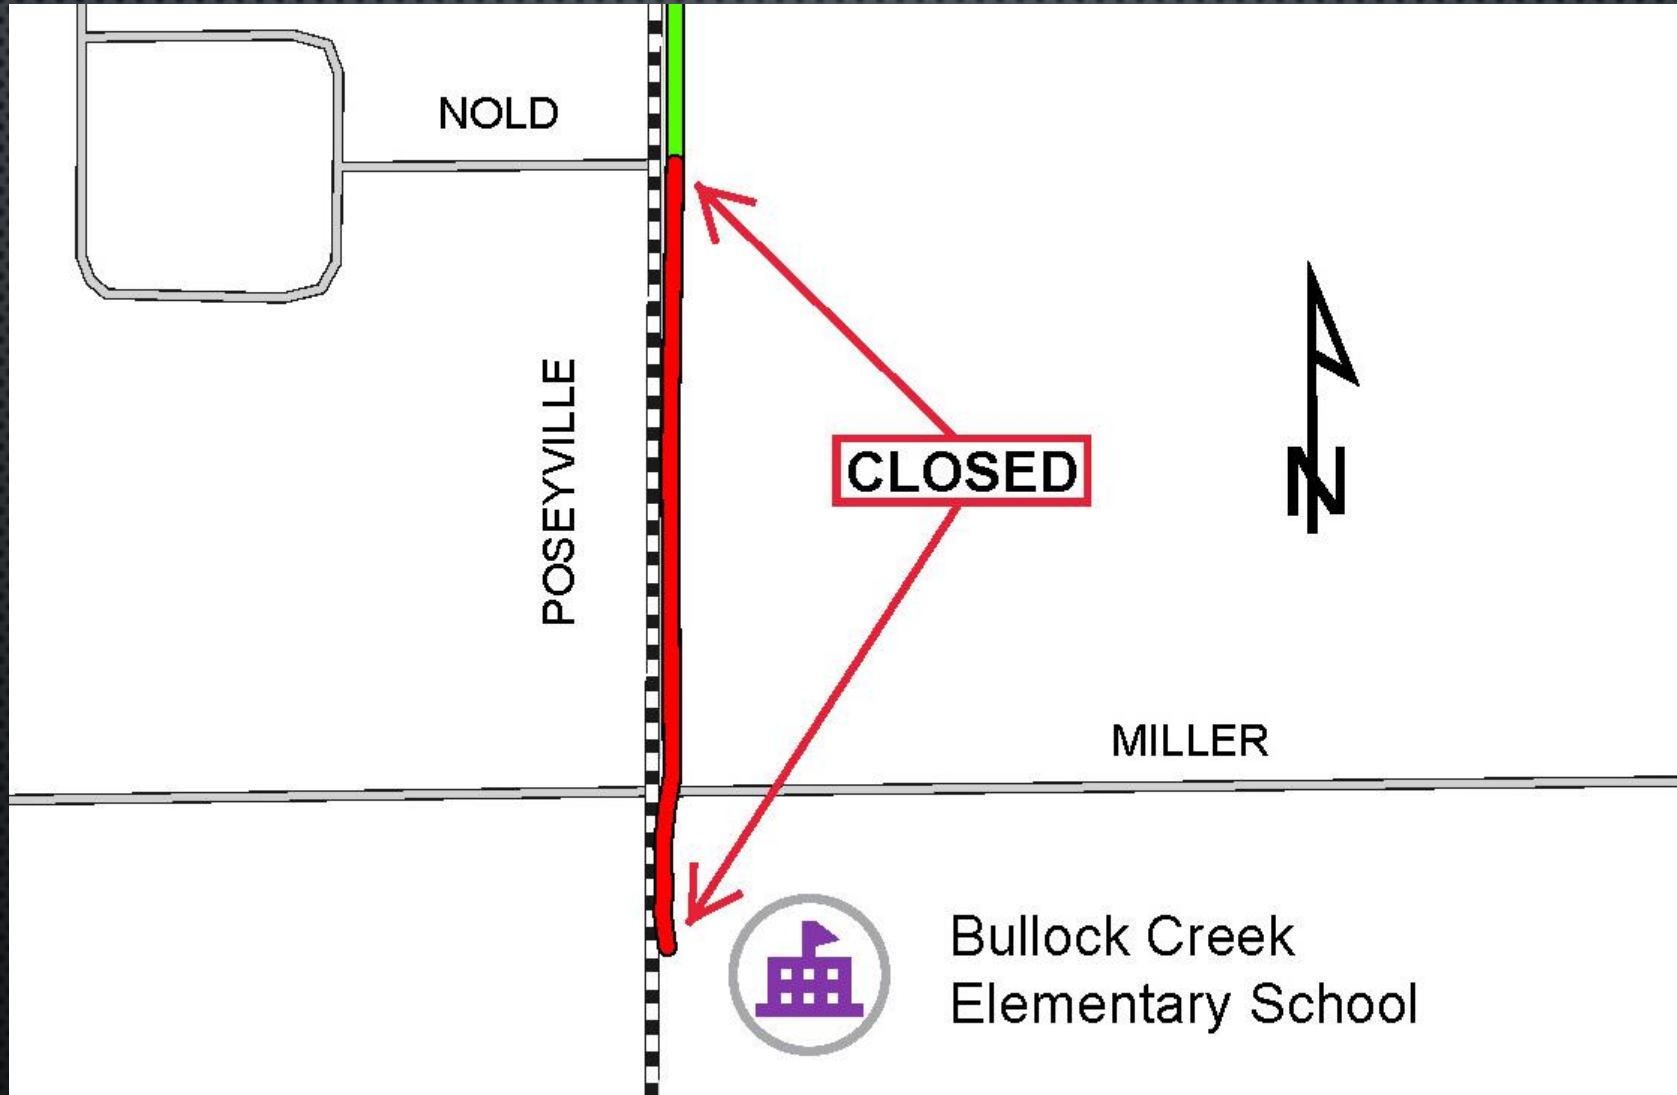 NOLD
POSEYVILLE
CLOSED
N
MILLER
Bullock Creek
Elementary School